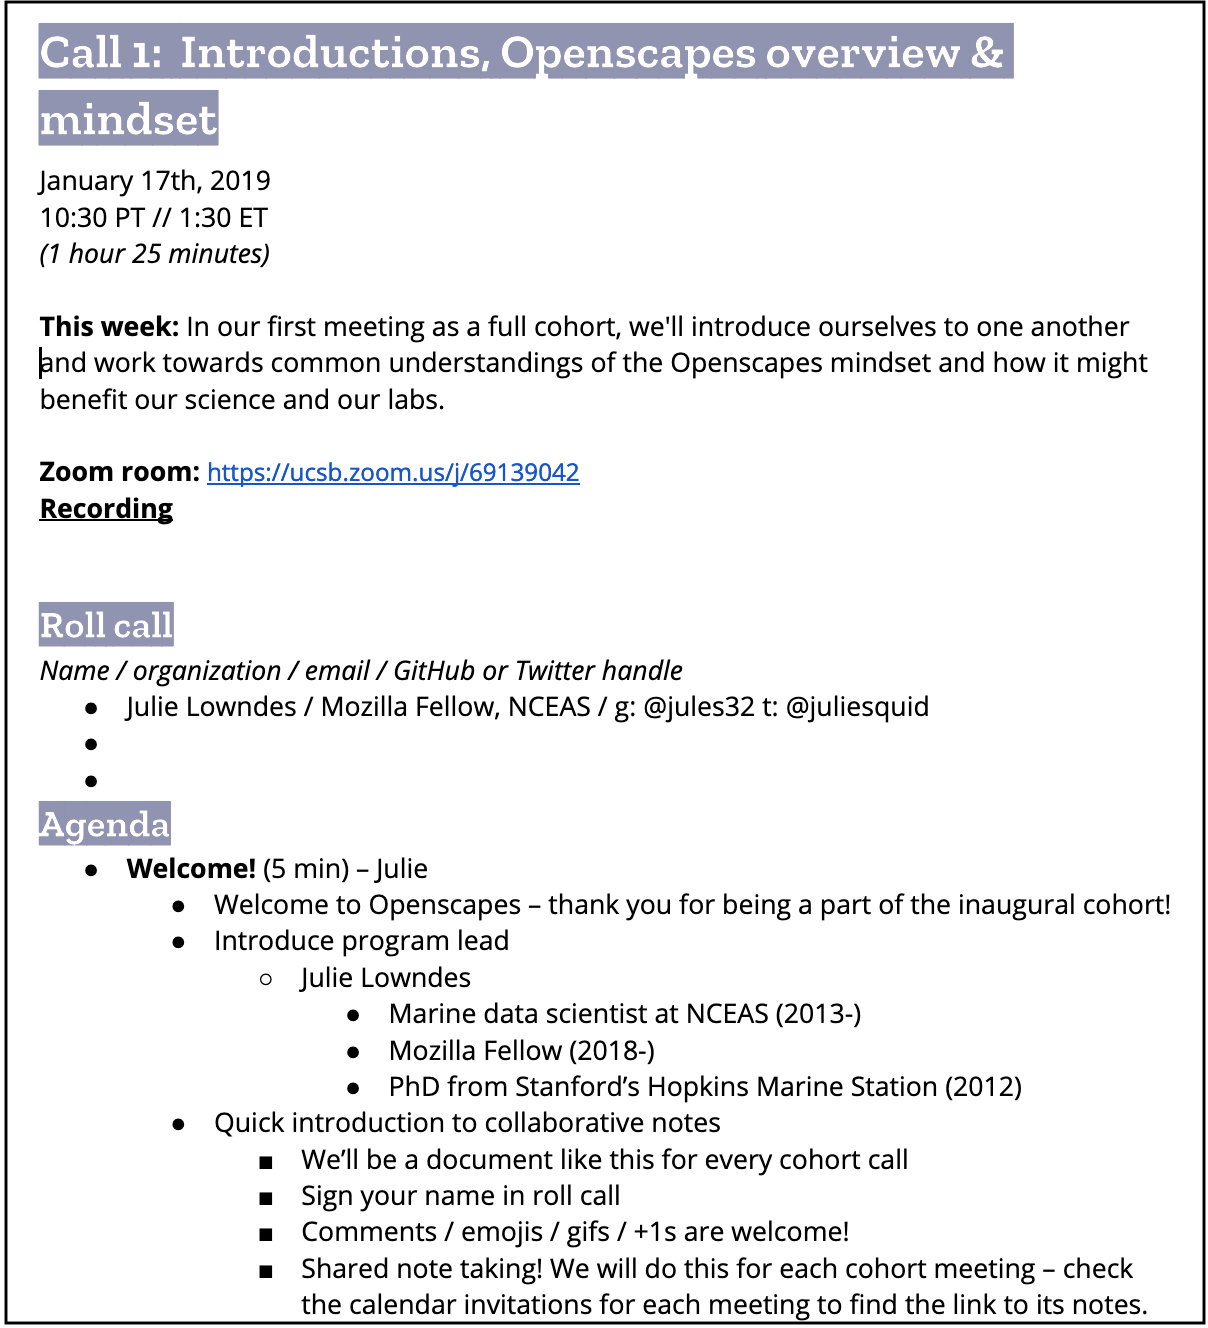 Call 1:  Introductions, Openscapes overview &
mindset
January 17th, 2019
10:30 PT // 1:30 ET
(1 hour 25 minutes)
This week: In our first meeting as a full cohort, we'll introduce ourselves to one another
and work towards common understandings of the Openscapes mindset and how it might
benefit our science and our labs.
Zoom room: https://ucsb.zoom.us/j/69139042
Recording
Roll call
Name / organization / email / GitHub or Twitter handle
● Julie Lowndes / Mozilla Fellow, NCEAS / g: @jules32 t: @juliesquid
●
●
Agenda
● Welcome! (5 min) – Julie
● Welcome to Openscapes – thank you for being a part of the inaugural cohort!
● Introduce program lead
○ Julie Lowndes
● Marine data scientist at NCEAS (2013-)
● Mozilla Fellow (2018-)
● PhD from Stanford’s Hopkins Marine Station (2012)
● Quick introduction to collaborative notes
■ We’ll be a document like this for every cohort call
■ Sign your name in roll call
■ Comments / emojis / gifs / +1s are welcome!
■ Shared note taking! We will do this for each cohort meeting – check
the calendar invitations for each meeting to find the link to its notes.